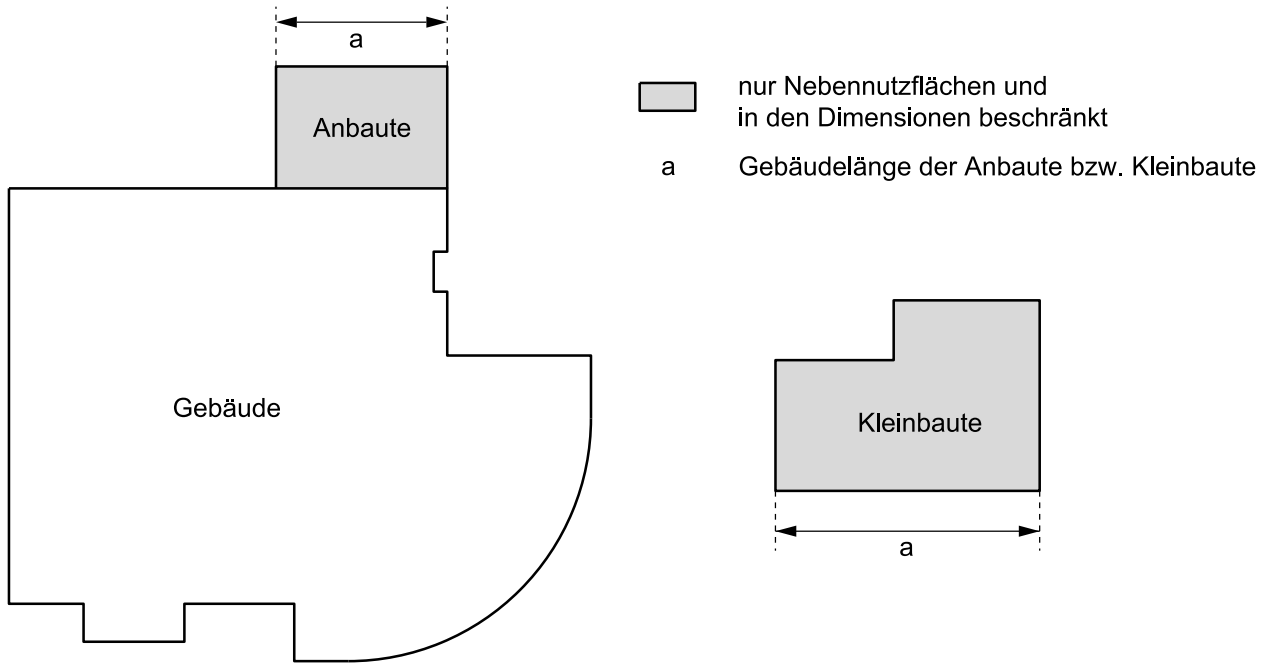 a
Anbaute
nur Nebennutzflächen und
in den Dimensionen beschränkt
a Gebäudelänge der Anbaute bzw. Kleinbaute
Gebäude
Kleinbaute
a